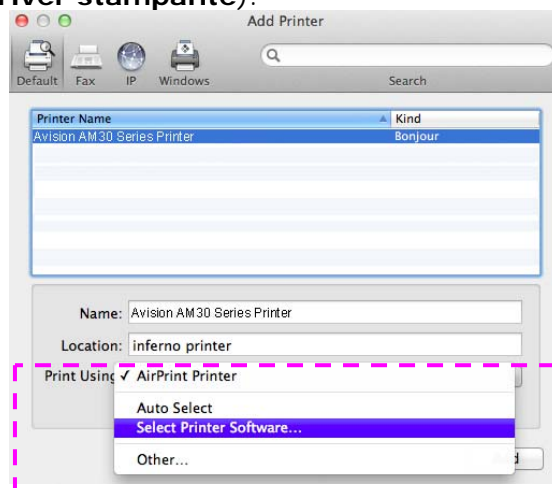 river stampante).
Add Printer
Default Fax IP Windows Search
Printer Name Kind
Avision AM30 Series Printer Bonjour
Name: Avision AM30 Series Printer
Location: inferno printer
Print Using ✓ AirPrint Printer
Auto Select
Select Printer Software...
Other...